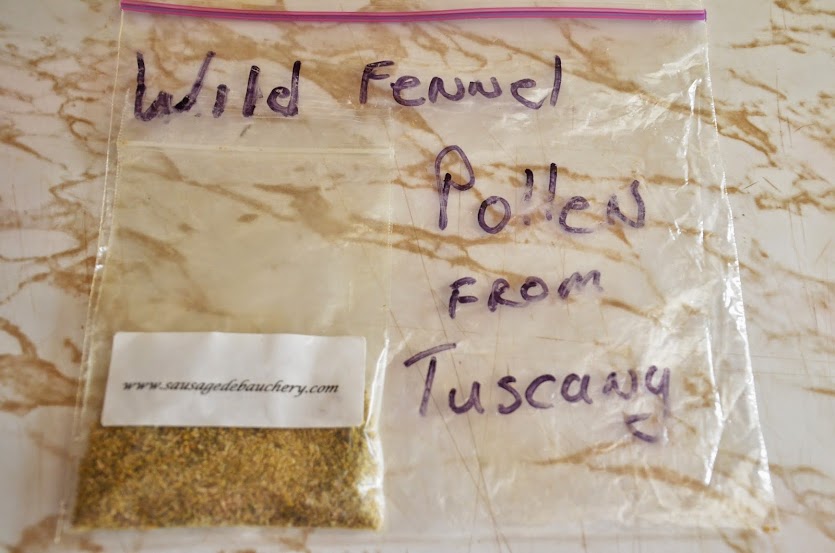 Wild Fennel
Pollen
From
Tuscany
www.sausagedebauchery.com